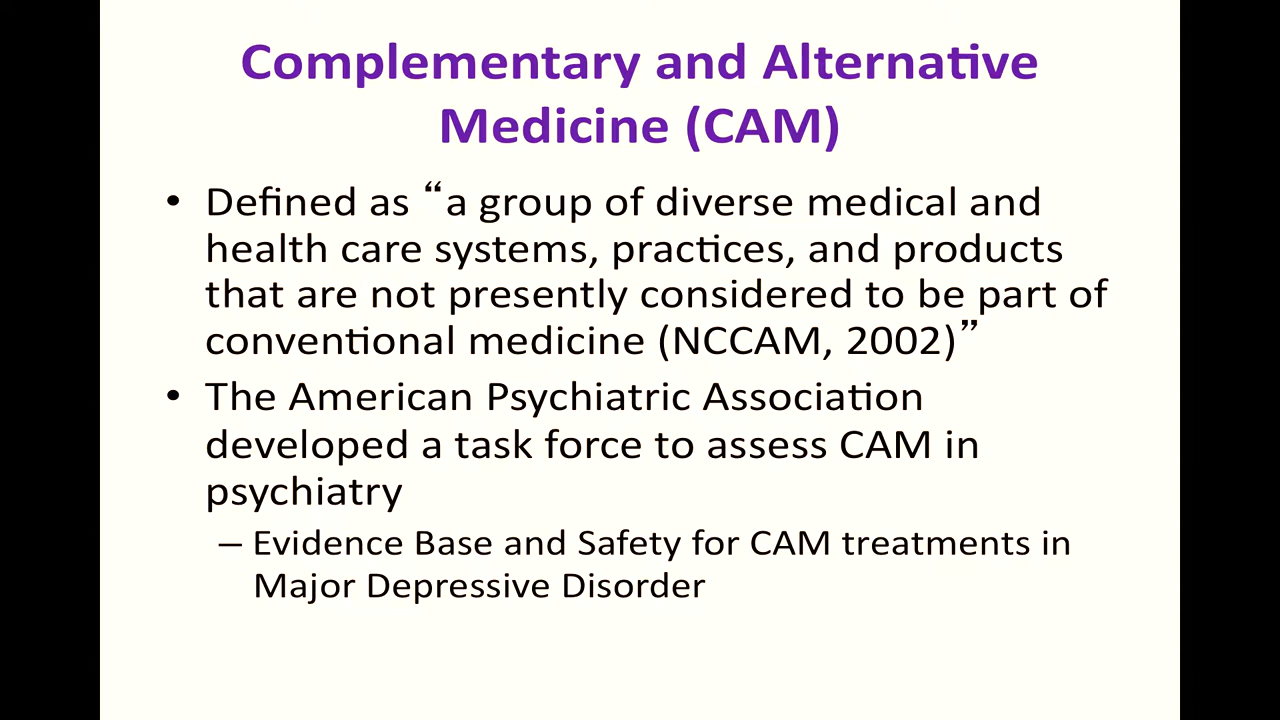 Complementary and Alternative
Medicine (CAM)
• Defined as “a group of diverse medical and
health care systems, practices, and products
that are not presently considered to be part of
conventional medicine (NCCAM, 2002)”
• The American Psychiatric Association
developed a task force to assess CAM in
psychiatry
– Evidence Base and Safety for CAM treatments in
Major Depressive Disorder